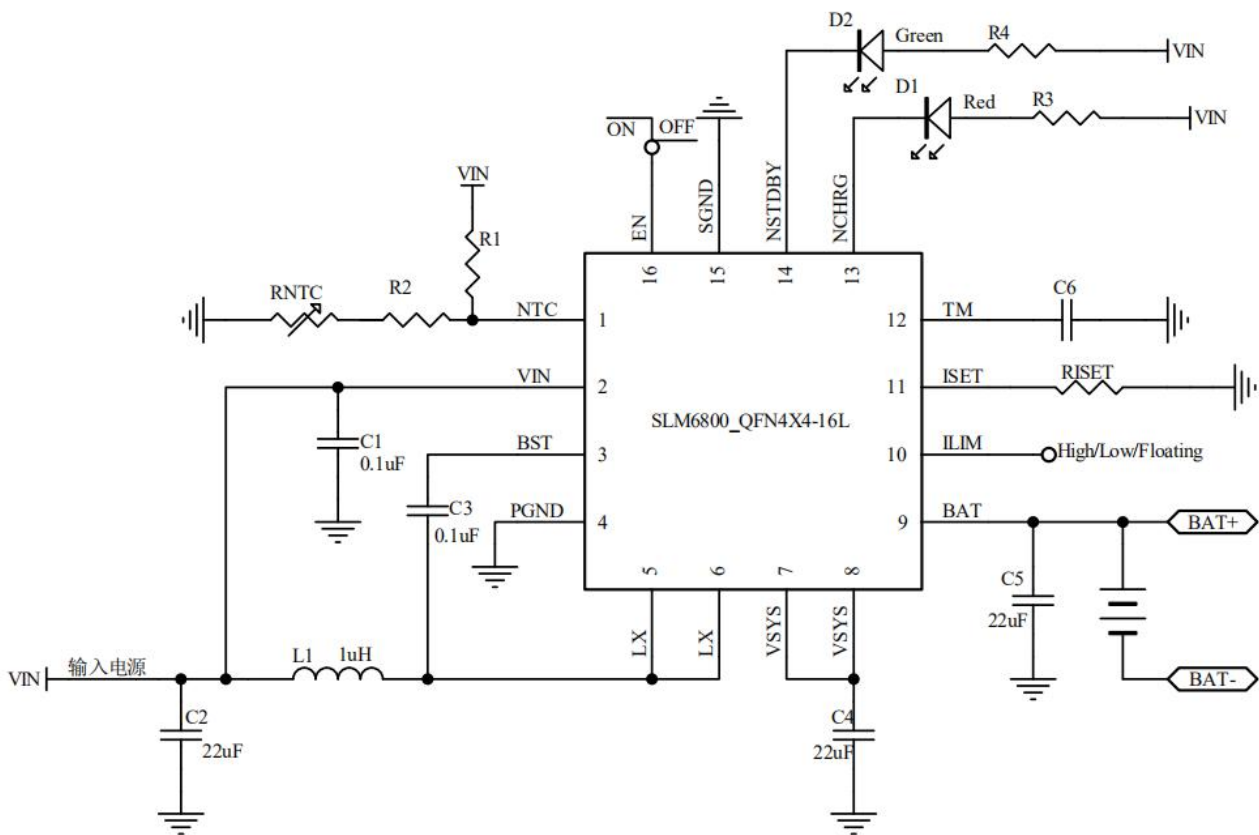 D2
Green
R4
VIN
D1
Red
R3
VIN
ON
OFF
VIN
EN
SGND
NSTDBY
NCHRG
R1
16
15
14
13
RNTC
R2
NTC
1
12
TM
C6
VIN
2
11
ISET
RISET
SLM6800_QFN4X4-16L
C1
0.1uF
BST
3
10
ILIM
High/Low/Floating
C3
0.1uF
PGND
4
9
BAT
BAT+
5
6
7
8
C5
22uF
LX
LX
VSYS
VSYS
VIN
输入电源
L1
1uH
BAT-
C2
22uF
C4
22uF